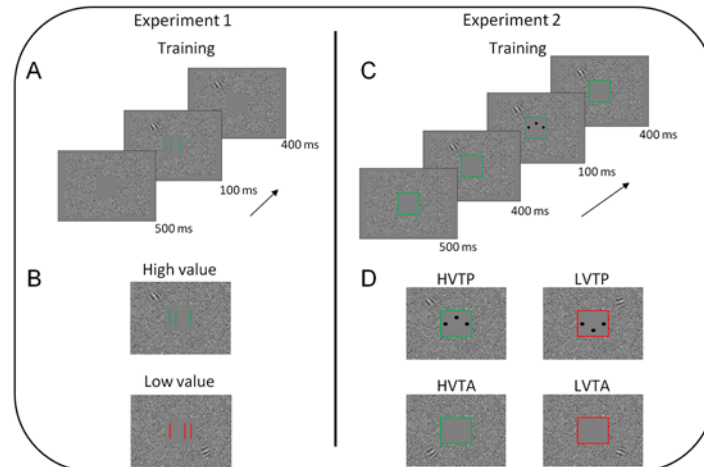 Experiment 1
Training
A
400 ms
100 ms
500 ms
B
High value
Low value
Experiment 2
Training
C
400 ms
100 ms
400 ms
500 ms
D
HVTP
LVTP
HVTA
LVTA